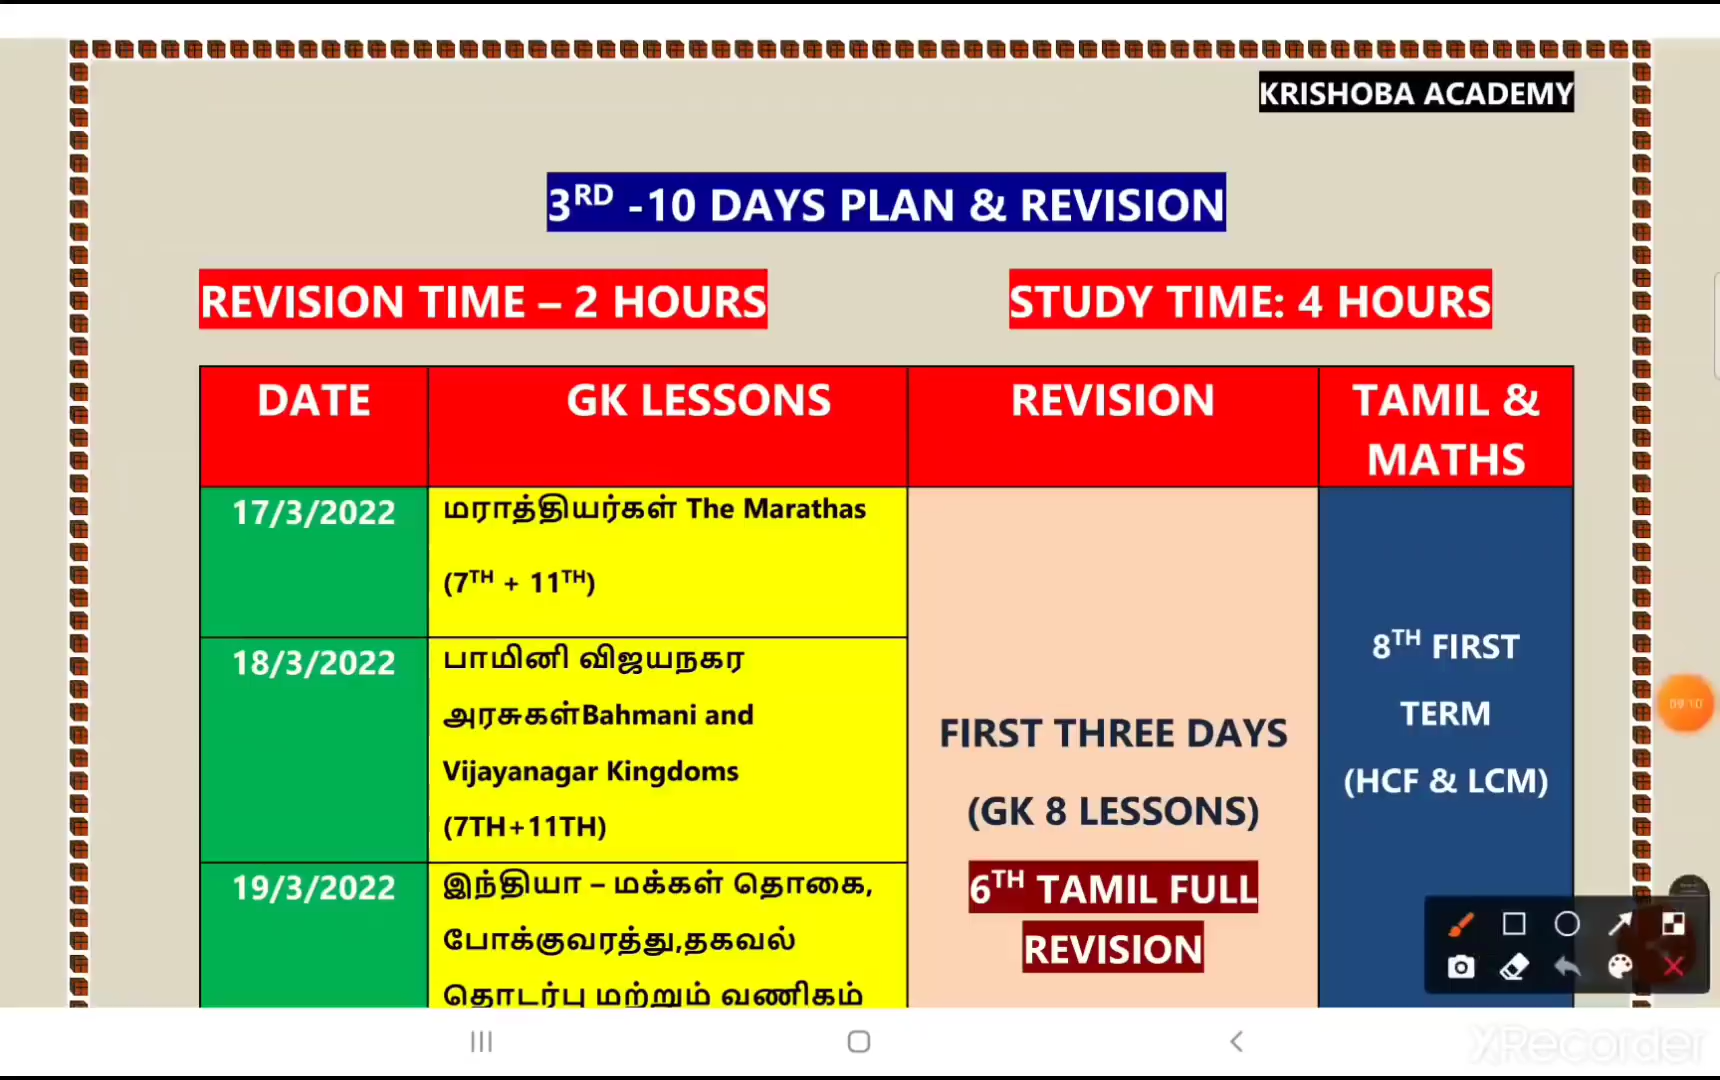 KRISHOBA ACADEMY
3RD -10 DAYS PLAN & REVISION
REVISION TIME – 2 HOURS
STUDY TIME: 4 HOURS
DATE
GK LESSONS
REVISION
TAMIL &
MATHS
17/3/2022
மராத்தியர்கள் The Marathas
(7TH + 11TH)
18/3/2022
பாமினி விஜயநகர
அரசுகள்Bahmani and
Vijayanagar Kingdoms
(7TH+11TH)
19/3/2022
இந்தியா – மக்கள் தொகை,
போக்குவரத்து,தகவல்
தொடர்பு மற்றும் வணிகம்
FIRST THREE DAYS
(GK 8 LESSONS)
6TH TAMIL FULL
REVISION
8TH FIRST
TERM
(HCF & LCM)
09:10
XRecorder